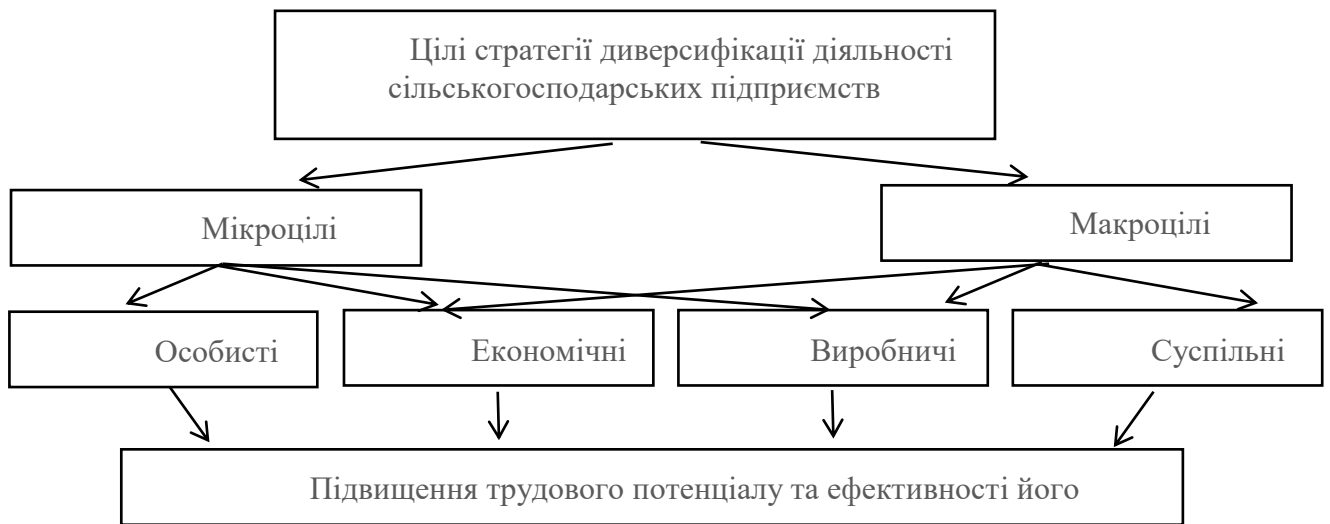 Цілі стратегії диверсифікації діяльності
сільськогосподарських підприємств
Мікроцілі
Макроцілі
Особисті
Економічні
Виробничі
Суспільні
Підвищення трудового потенціалу та ефективності його